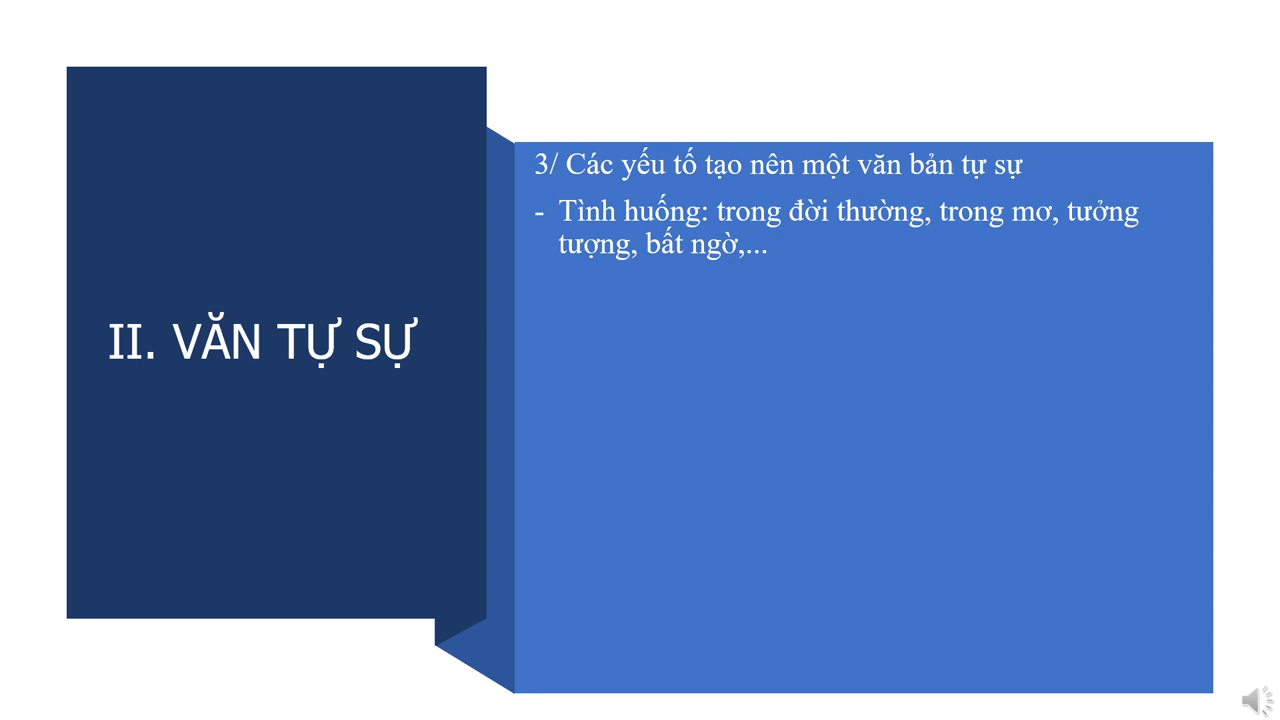 II. VĂN TỰ SỰ
3/ Các yếu tố tạo nên một văn bản tự sự
- Tình huống: trong đời thường, trong mơ, tưởng
tượng, bất ngờ,...